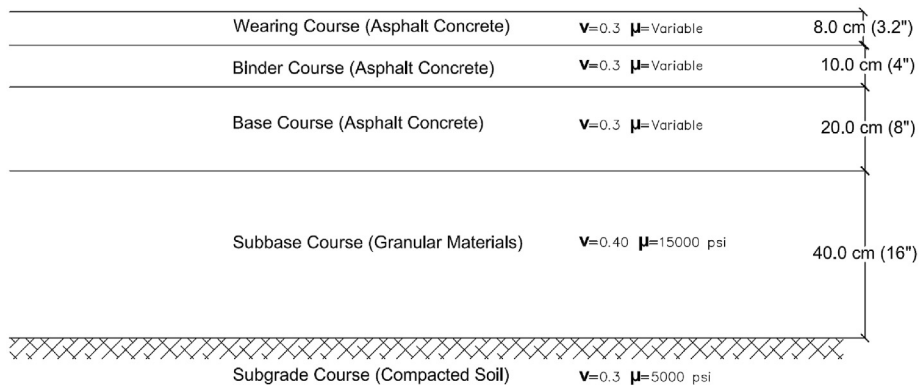 Wearing Course (Asphalt Concrete) v=0.3 μ=Variable 8.0 cm (3.2")
Binder Course (Asphalt Concrete) v=0.3 μ=Variable 10.0 cm (4")
Base Course (Asphalt Concrete) v=0.3 μ=Variable 20.0 cm (8")
Subbase Course (Granular Materials) v=0.40 μ=15000 psi 40.0 cm (16")
Subgrade Course (Compacted Soil) v=0.3 μ=5000 psi